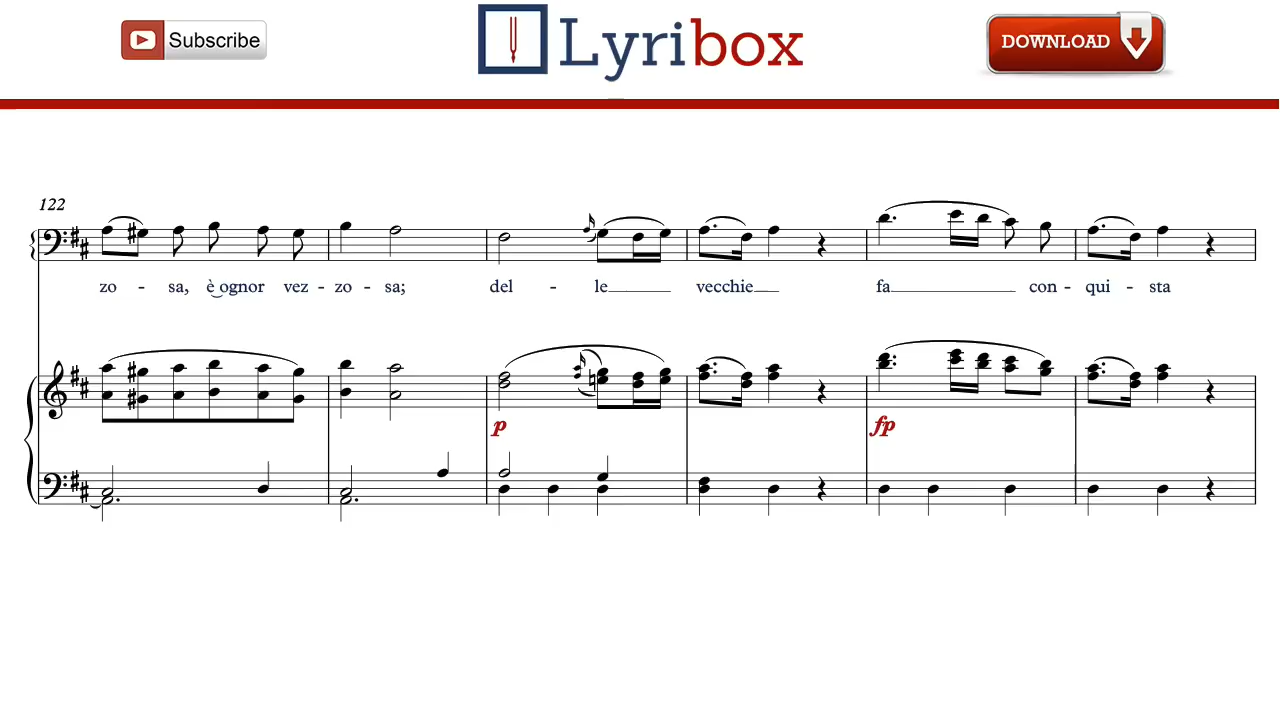 Subscribe
Lyribox
DOWNLOAD
122
zo - sa, è ognor vez - zo - sa; del - le vecchie fa con - qui - sta
p fp